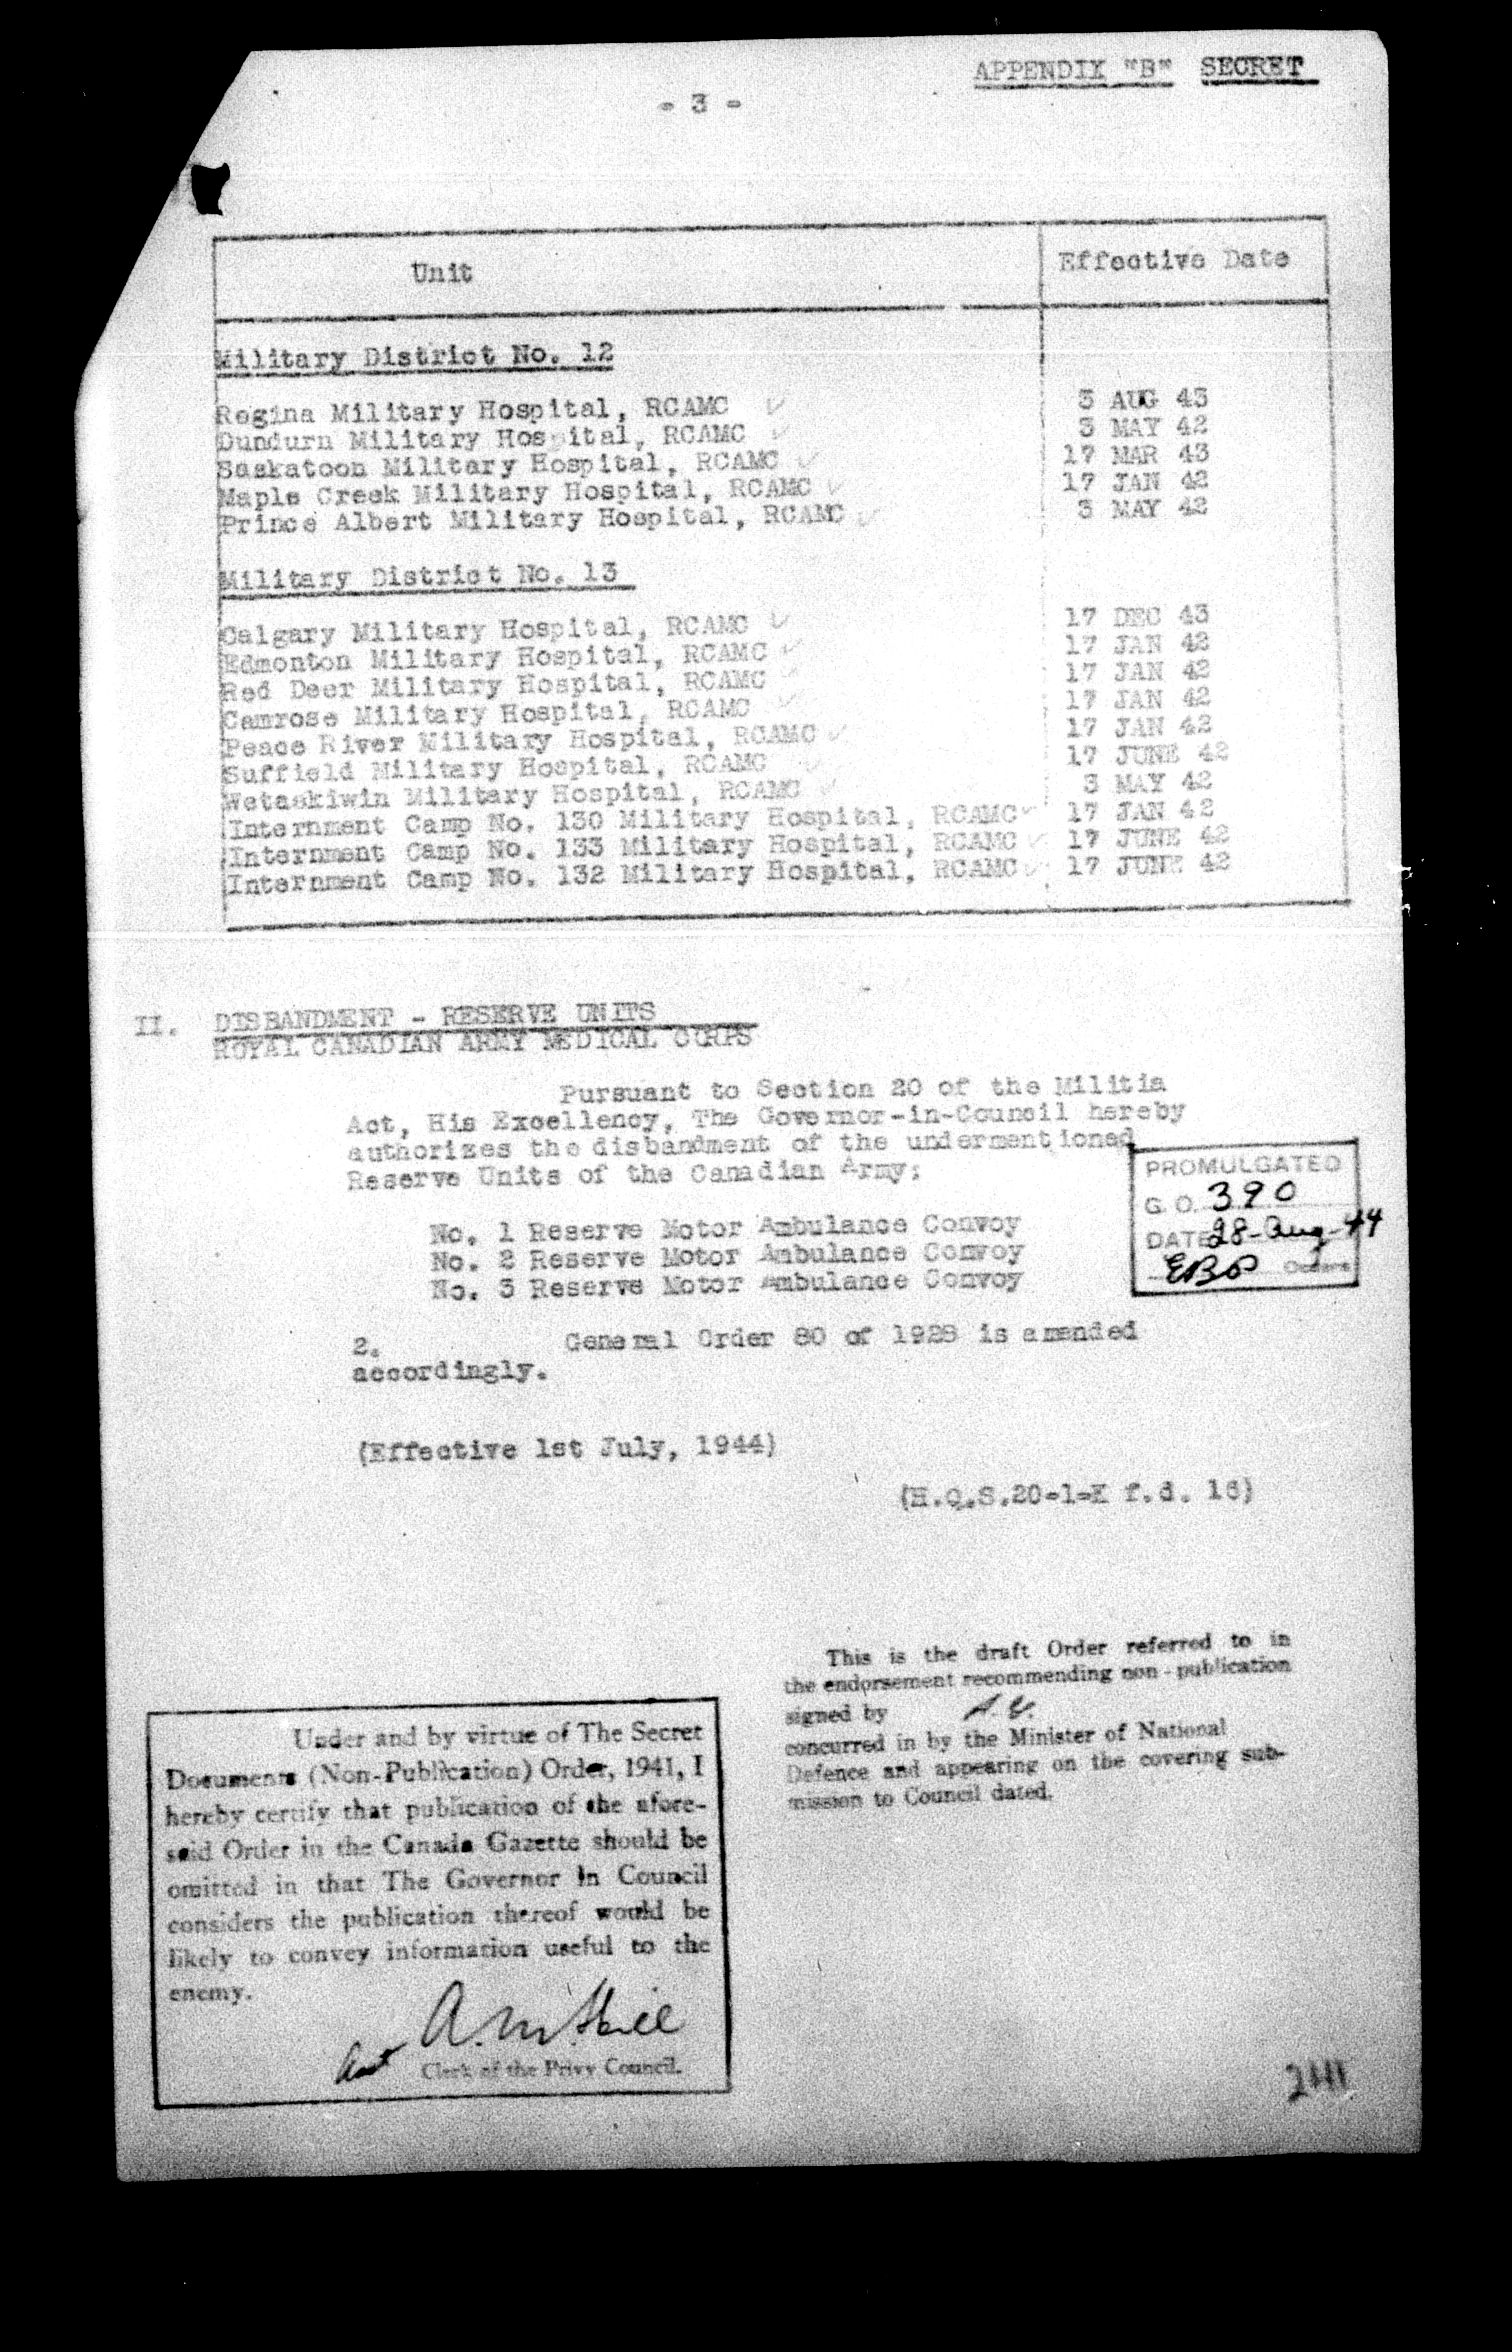 APPENDIX "B" SECRET
- 3 -
Unit
Effective Date
Military District No. 12
Regina Military Hospital, RCAMC 3 AUG 43
Dundurn Military Hos ital, RCAMC 3 MAY 42
Saskatoon Military Hospital, RCAMC 17 MAR 43
Maple Creek Military Hospital, RCAMC 17 JAN 42
Prince Albert Military Hospital, RCAMC 3 MAY 42
Military District No. 13
Calgary Military Hospital, RCAMC 17 DEC 43
Edmonton Military Hospital, RCAMC 17 JAN 42
Red Deer Military Hospital, RCAMC 17 JAN 42
Camrose Military Hospital, RCAMC 17 JAN 42
Peace River Military Hospital, RCAMC 17 JAN 42
Suffield Military Hospital, RCAMC 17 JUNE 42
Wetaskiwin Military Hospital, RCAMC 3 MAY 42
Internment Camp No. 130 Military Hospital, RCAMC 17 JAN 42
Internment Camp No. 133 Military Hospital, RCAMC 17 JUNE 42
Internment Camp No. 132 Military Hospital, RCAMC 17 JUNE 42
II. DISBANDMENT - RESERVE UNITS
ROYAL CANADIAN ARMY MEDICAL CORPS
Pursuant to Section 20 of the Militia
Act, His Excellency, The Governor-in-Council hereby
authorizes the disbandment of the undermentioned
Reserve Units of the Canadian Army:
No. 1 Reserve Motor Ambulance Convoy
No. 2 Reserve Motor Ambulance Convoy
No. 3 Reserve Motor Ambulance Convoy
PROMULGATED
G. O. 390
DATE 28-Aug-44
EBP Orders
2. General Order 80 of 1928 is amended
accordingly.
(Effective 1st July, 1944)
(H.Q.S.20-1-K f.d. 16)
This is the draft Order referred to in
the endorsement recommending non-publication
signed by
concurred in by the Minister of National
Defence and appearing on the covering sub-
mission to Council dated.
Under and by virtue of The Secret
Documents (Non-Publication) Order, 1941, I
hereby certify that publication of the afore-
said Order in the Canada Gazette should be
omitted in that The Governor In Council
considers the publication thereof would be
likely to convey information useful to the
enemy.
A. M. Hill
Asst Clerk of the Privy Council.